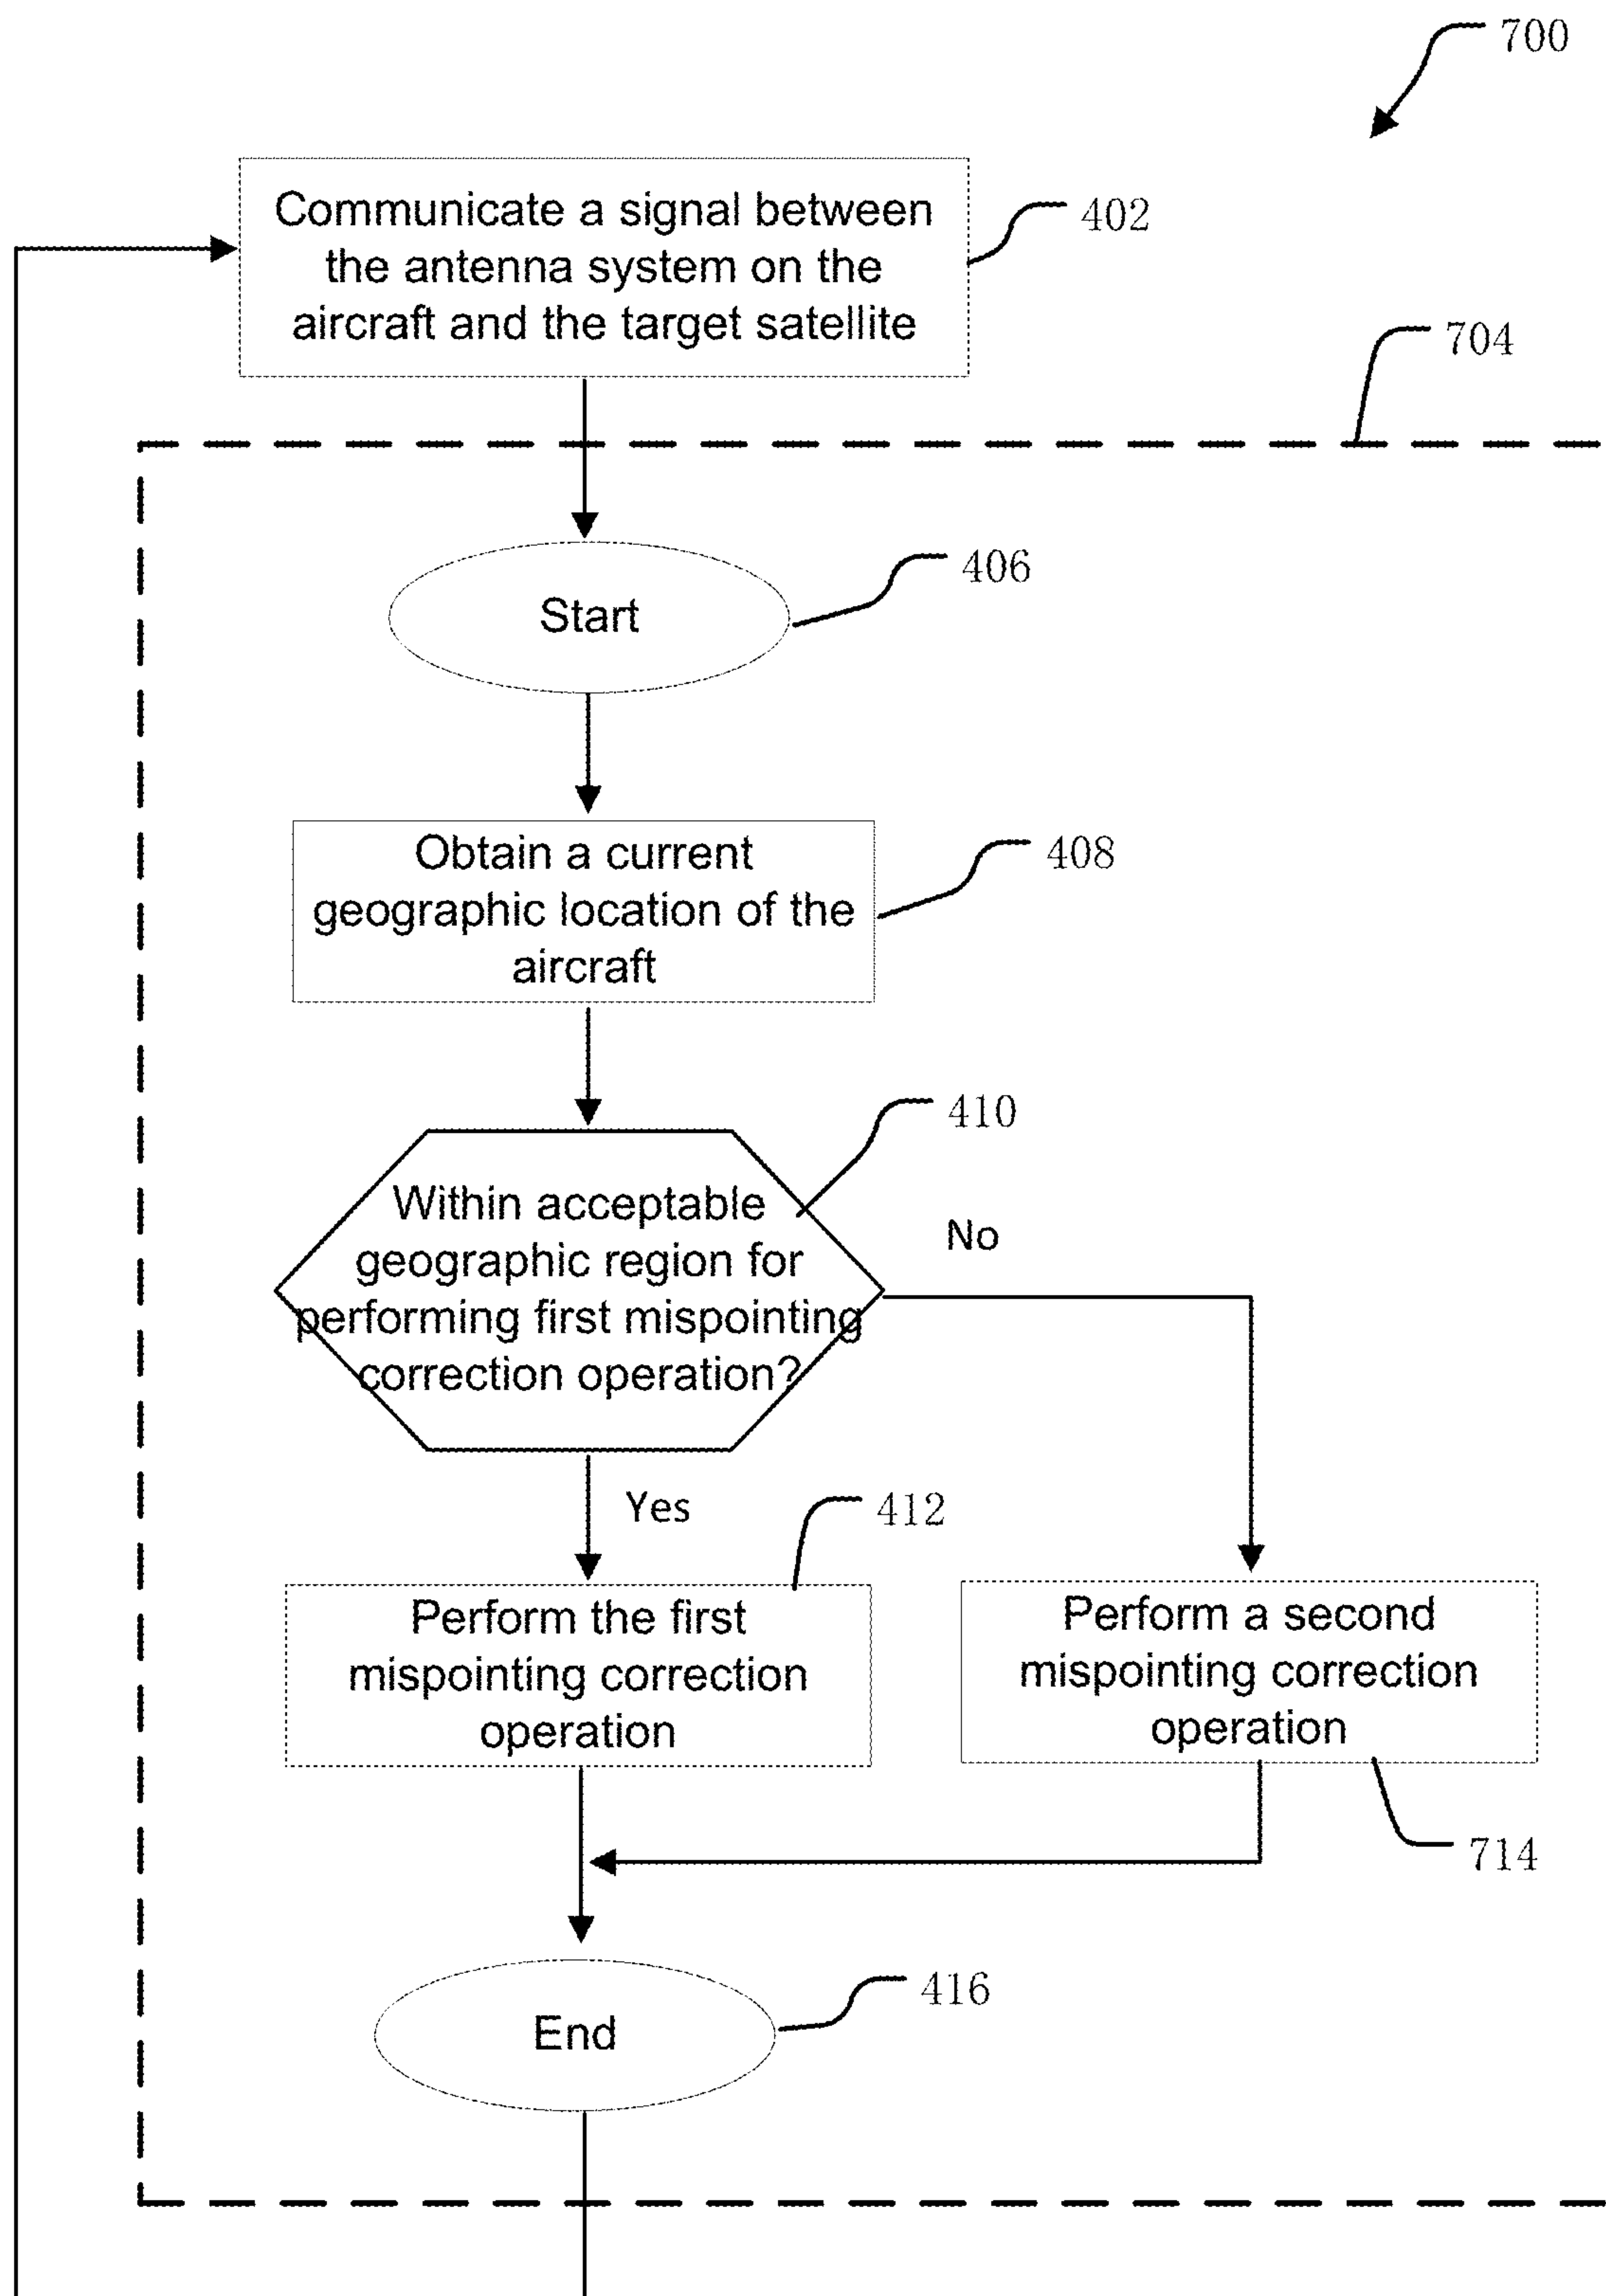 700
Communicate a signal between
the antenna system on the
aircraft and the target satellite
402
704
Start
406
Obtain a current
geographic location of the
aircraft
408
410
Within acceptable
geographic region for
performing first mispointing
correction operation?
No
Yes
412
Perform the first
mispointing correction
operation
Perform a second
mispointing correction
operation
714
End
416